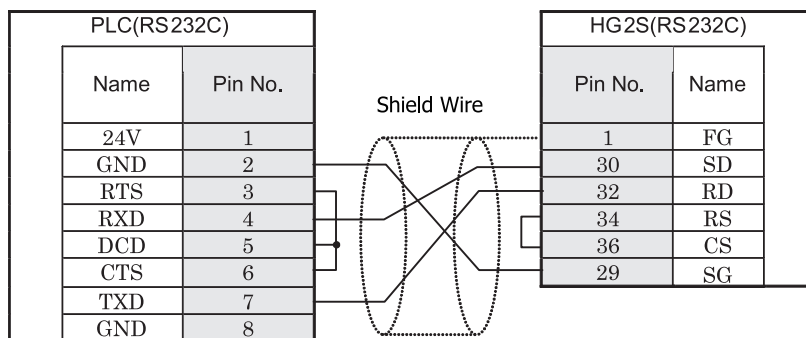 PLC(RS232C)
Name Pin No.
24V 1
GND 2
RTS 3
RXD 4
DCD 5
CTS 6
TXD 7
GND 8
Shield Wire
HG2S(RS232C)
Pin No. Name
1 FG
30 SD
32 RD
34 RS
36 CS
29 SG